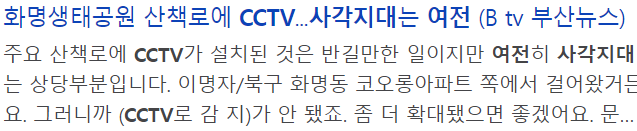 화명생태공원 산책로에 CCTV...사각지대는 여전 (B tv 부산뉴스)
주요 산책로에 CCTV가 설치된 것은 반길만한 일이지만 여전히 사각지대
는 상당부분입니다. 이명자/북구 화명동 코오롱아파트 쪽에서 걸어왔거든
요. 그러니까 (CCTV로 감 지)가 안 됐죠. 좀 더 확대됐으면 좋겠어요. 문...